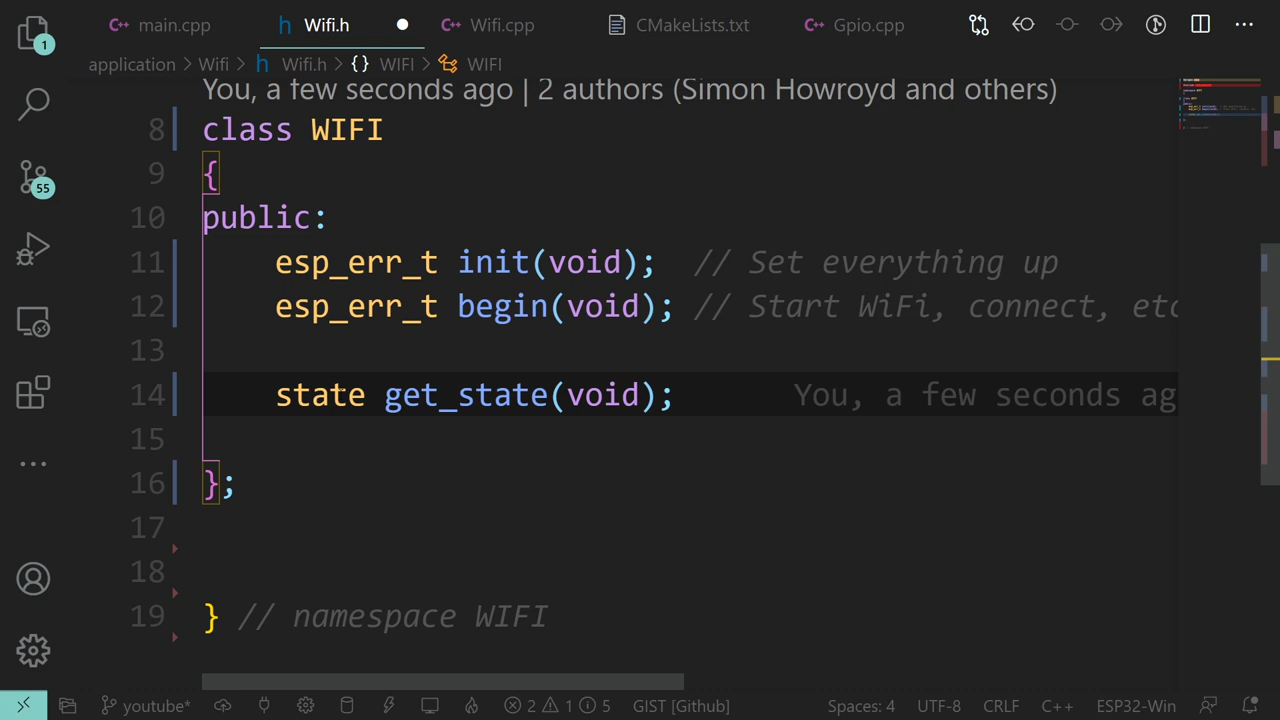 main.cpp
Wifi.h
Wifi.cpp
CMakeLists.txt
Gpio.cpp
application > Wifi > h Wifi.h > {} WIFI > WIFI
You, a few seconds ago | 2 authors (Simon Howroyd and others)
8 class WIFI
9 {
10 public:
11 esp_err_t init(void); // Set everything up
12 esp_err_t begin(void); // Start WiFi, connect, etc
13
14 state get_state(void); You, a few seconds ag
15
16 };
17
18
19 } // namespace WIFI
1
55
youtube* 2 1 5 GIST [Github] Spaces: 4 UTF-8 CRLF C++ ESP32-Win